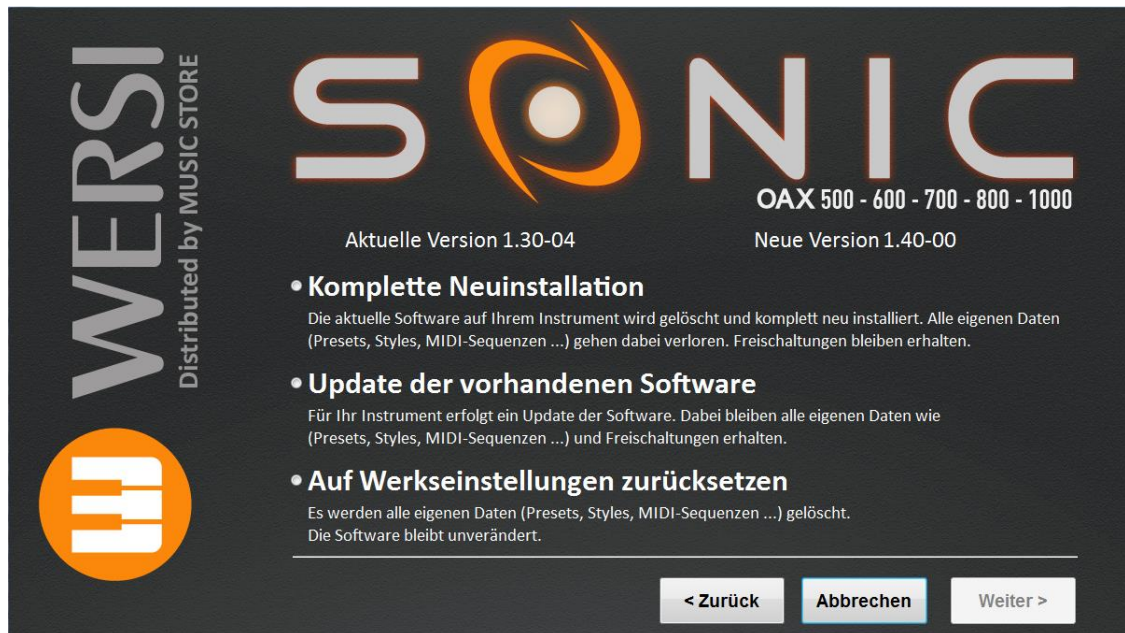 WERSI
Distributed by MUSIC STORE
SONIC
OAX 500 - 600 - 700 - 800 - 1000
Aktuelle Version 1.30-04
Neue Version 1.40-00
Komplette Neuinstallation
Die aktuelle Software auf Ihrem Instrument wird gelöscht und komplett neu installiert. Alle eigenen Daten
(Presets, Styles, MIDI-Sequenzen ...) gehen dabei verloren. Freischaltungen bleiben erhalten.
Update der vorhandenen Software
Für Ihr Instrument erfolgt ein Update der Software. Dabei bleiben alle eigenen Daten wie
(Presets, Styles, MIDI-Sequenzen ...) und Freischaltungen erhalten.
Auf Werkseinstellungen zurücksetzen
Es werden alle eigenen Daten (Presets, Styles, MIDI-Sequenzen ...) gelöscht.
Die Software bleibt unverändert.
< Zurück
Abbrechen
Weiter >